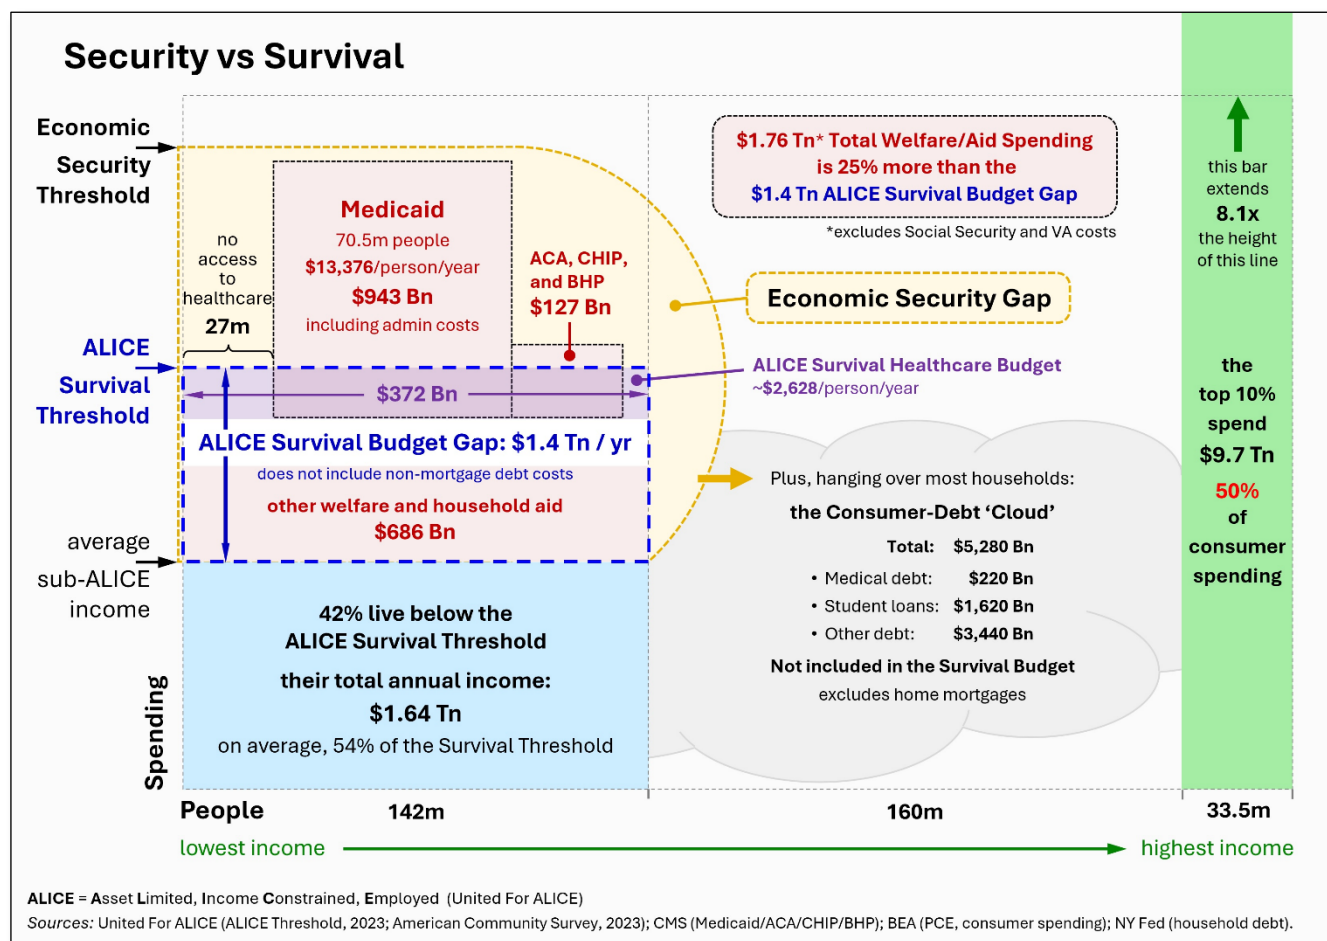 Security vs Survival
Economic
Security
Threshold
no
access
to
healthcare
27m
Medicaid
70.5m people
$13,376/person/year
$943 Bn
including admin costs
ACA, CHIP,
and BHP
$127 Bn
$1.76 Tn* Total Welfare/Aid Spending
is 25% more than the
$1.4 Tn ALICE Survival Budget Gap
*excludes Social Security and VA costs
this bar
extends
8.1x
the height
of this line
Economic Security Gap
ALICE
Survival
Threshold
$372 Bn
ALICE Survival Healthcare Budget
~$2,628/person/year
ALICE Survival Budget Gap: $1.4 Tn / yr
does not include non-mortgage debt costs
other welfare and household aid
$686 Bn
the
top 10%
spend
$9.7 Tn
50%
of
consumer
spending
Plus, hanging over most households:
the Consumer-Debt ‘Cloud’
Total: $5,280 Bn
• Medical debt: $220 Bn
• Student loans: $1,620 Bn
• Other debt: $3,440 Bn
Not included in the Survival Budget
excludes home mortgages
average
sub-ALICE
income
42% live below the
ALICE Survival Threshold
their total annual income:
$1.64 Tn
on average, 54% of the Survival Threshold
Spending
People 142m 160m 33.5m
lowest income highest income
ALICE = Asset Limited, Income Constrained, Employed (United For ALICE)
Sources: United For ALICE (ALICE Threshold, 2023; American Community Survey, 2023); CMS (Medicaid/ACA/CHIP/BHP); BEA (PCE, consumer spending); NY Fed (household debt).